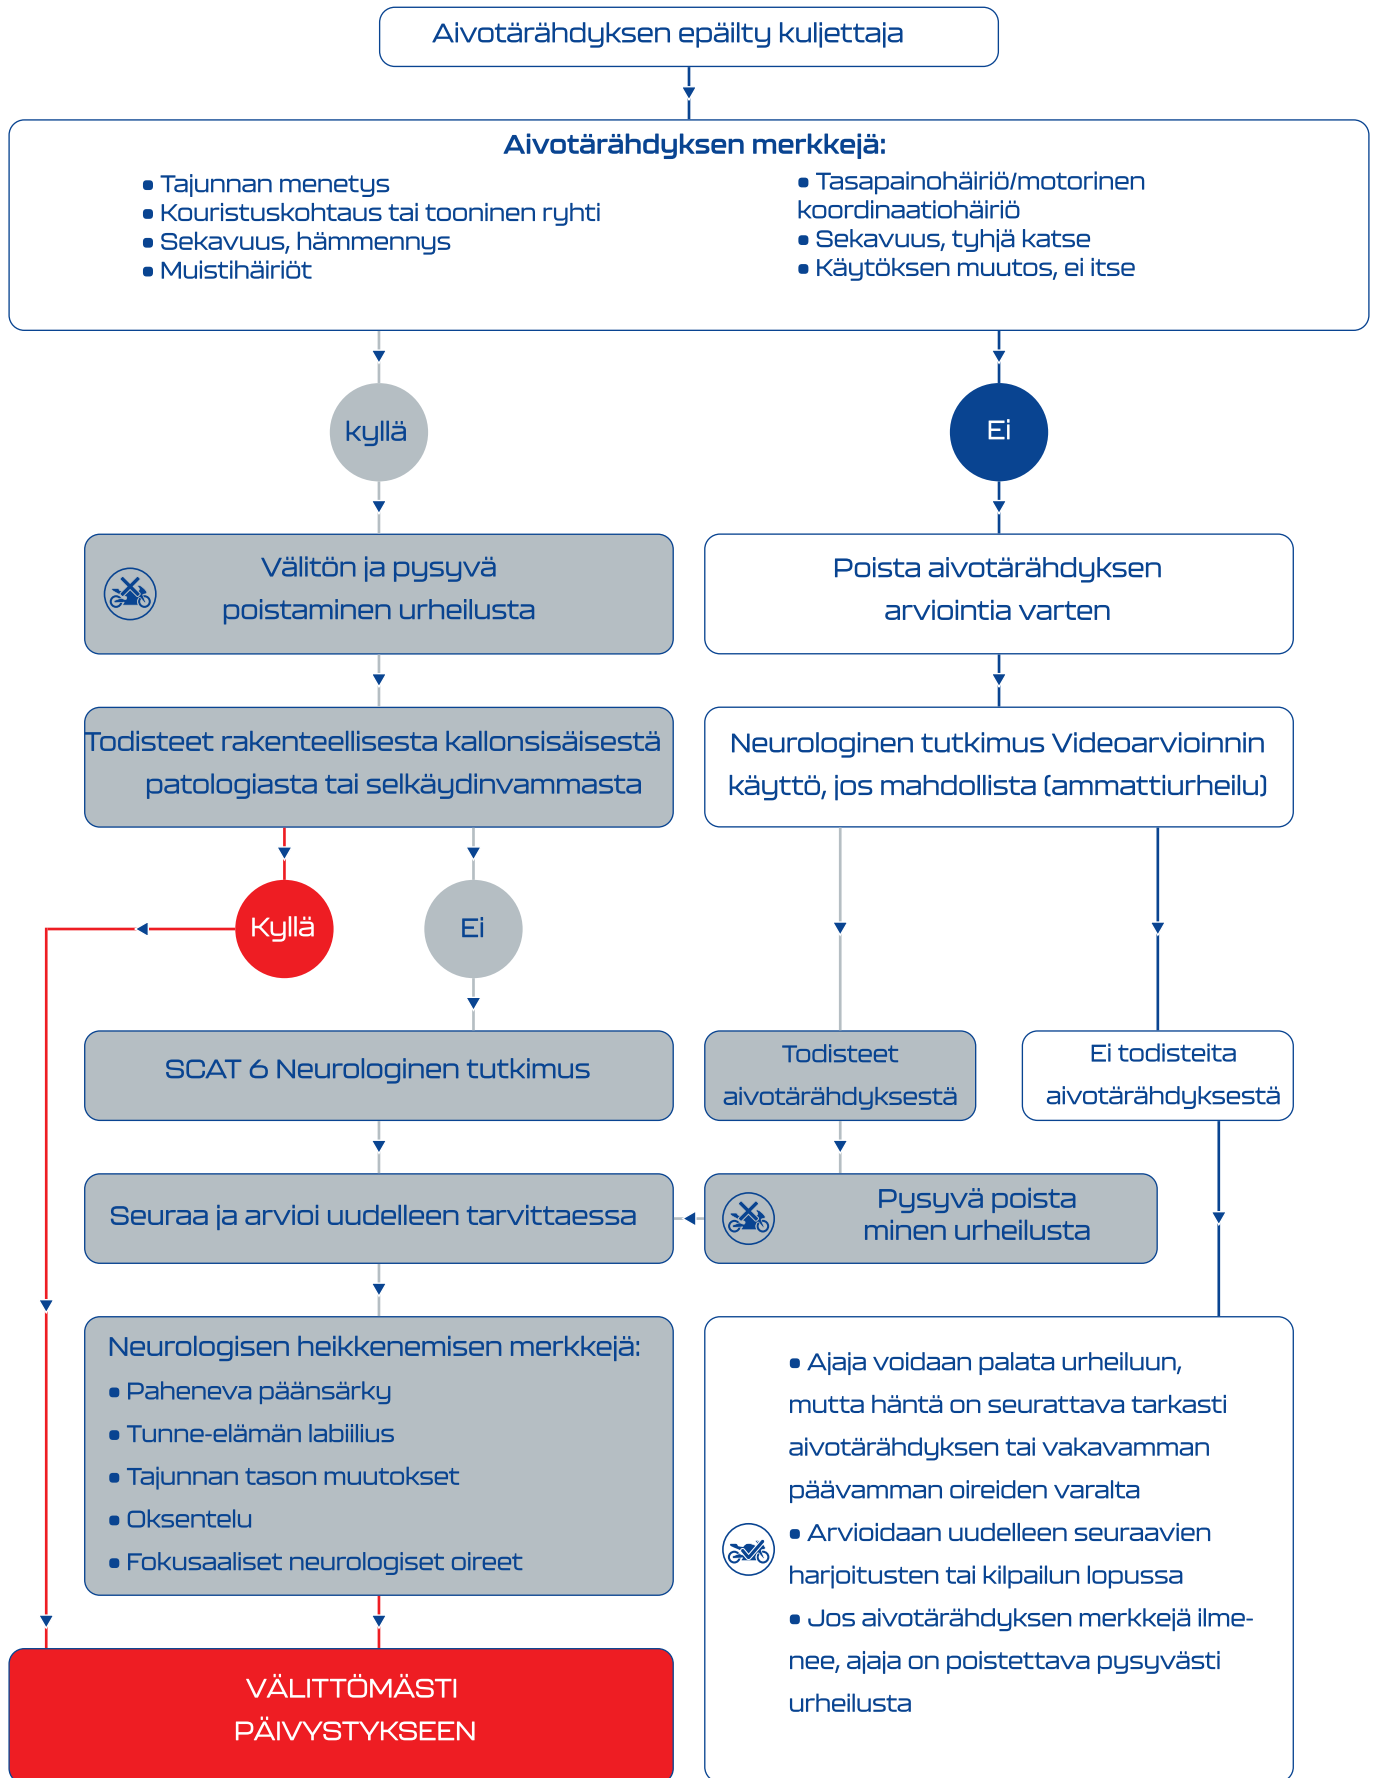 Aivotärähdyksen epäilty kuljettaja
Aivotärähdyksen merkkejä:
• Tajunnan menetys
• Kouristuskohtaus tai tooninen ryhti
• Sekavuus, hämmennys
• Muistihäiriöt
• Tasapainohäiriö/motorinen
koordinaatiohäiriö
• Sekavuus, tyhjä katse
• Käytöksen muutos, ei itse
kyllä
Ei
Välitön ja pysyvä
poistaminen urheilusta
Poista aivotärähdyksen
arviointia varten
Todisteet rakenteellisesta kallonsisäisestä
patologiasta tai selkäydinvammasta
Neurologinen tutkimus Videoarvioinnin
käyttö, jos mahdollista (ammattiurheilu)
Kyllä
Ei
SCAT 6 Neurologinen tutkimus
Todisteet
aivotärähdyksestä
Ei todisteita
aivotärähdyksestä
Seuraa ja arvioi uudelleen tarvittaessa
Pysyvä poista
minen urheilusta
Neurologisen heikkenemisen merkkejä:
• Paheneva päänsärky
• Tunne-elämän labiilius
• Tajunnan tason muutokset
• Oksentelu
• Fokusaaliset neurologiset oireet
• Ajaja voidaan palata urheiluun,
mutta häntä on seurattava tarkasti
aivotärähdyksen tai vakavamman
päävamman oireiden varalta
• Arvioidaan uudelleen seuraavien
harjoitusten tai kilpailun lopussa
• Jos aivotärähdyksen merkkejä ilme-
nee, ajaja on poistettava pysyvästi
urheilusta
VÄLITTÖMÄSTI
PÄIVYSTYKSEEN